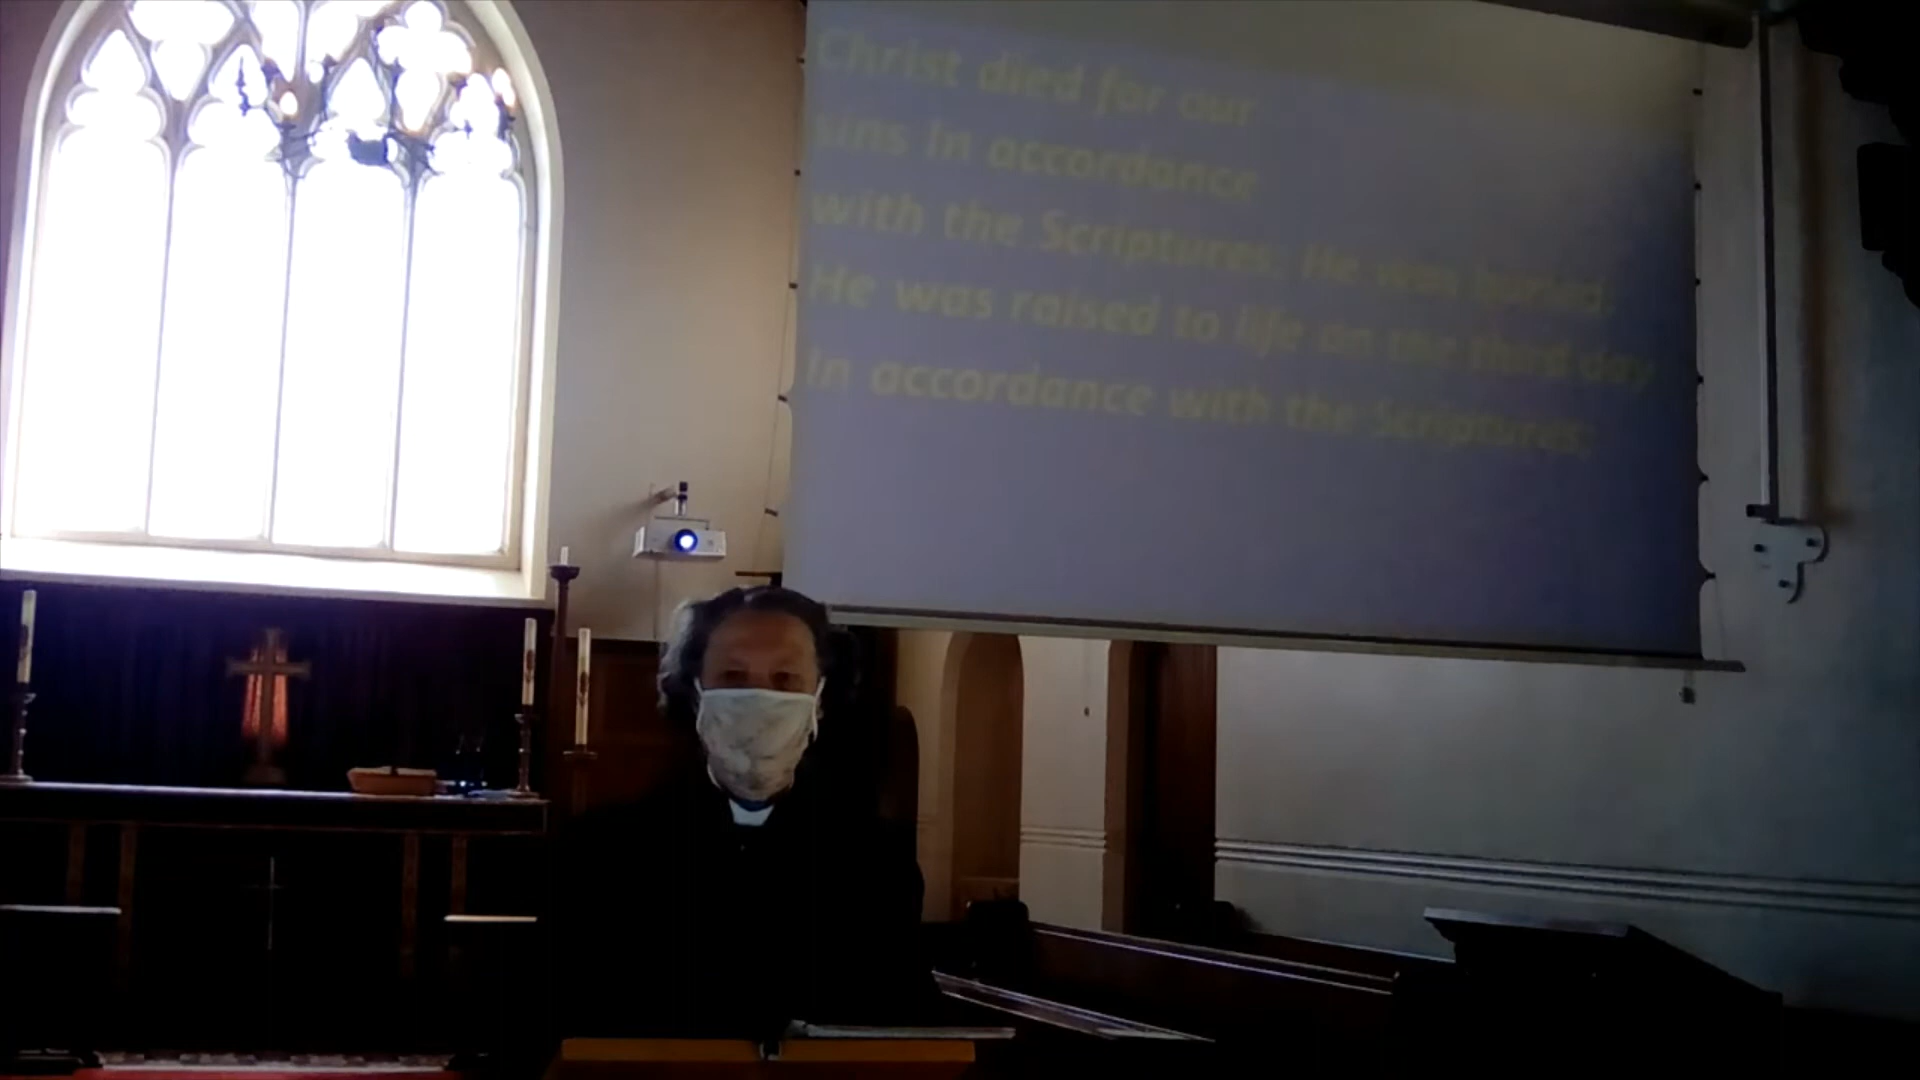 Christ died for our
sins in accordance
with the Scriptures. He was buried.
He was raised to life on the third day
In accordance with the Scriptures;